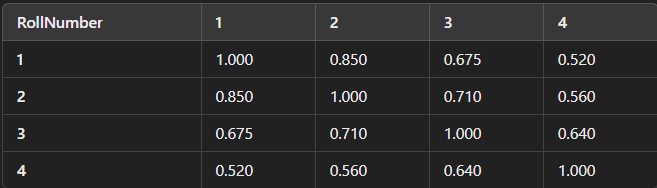 RollNumber 1 2 3 4
1 1.000 0.850 0.675 0.520
2 0.850 1.000 0.710 0.560
3 0.675 0.710 1.000 0.640
4 0.520 0.560 0.640 1.000